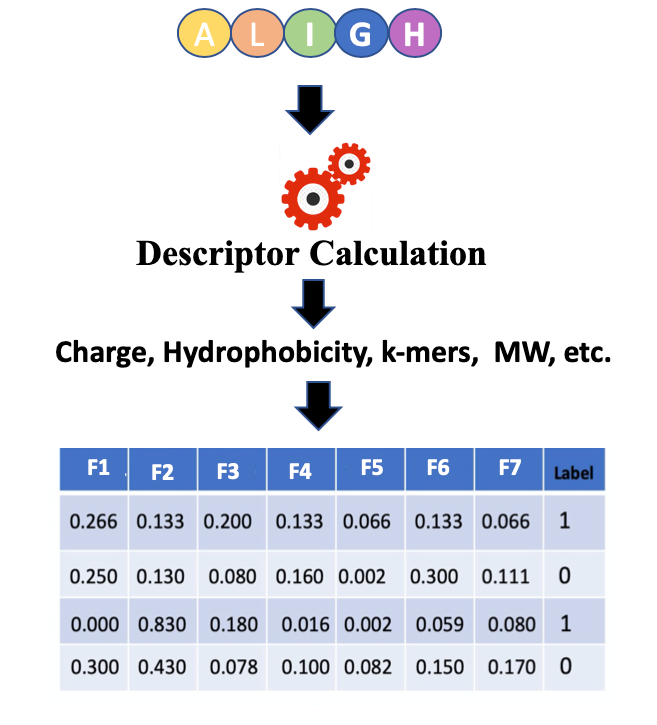 A L I G H
Descriptor Calculation
Charge, Hydrophobicity, k-mers, MW, etc.
F1 F2 F3 F4 F5 F6 F7 Label
0.266 0.133 0.200 0.133 0.066 0.133 0.066 1
0.250 0.130 0.080 0.160 0.002 0.300 0.111 0
0.000 0.830 0.180 0.016 0.002 0.059 0.080 1
0.300 0.430 0.078 0.100 0.082 0.150 0.170 0